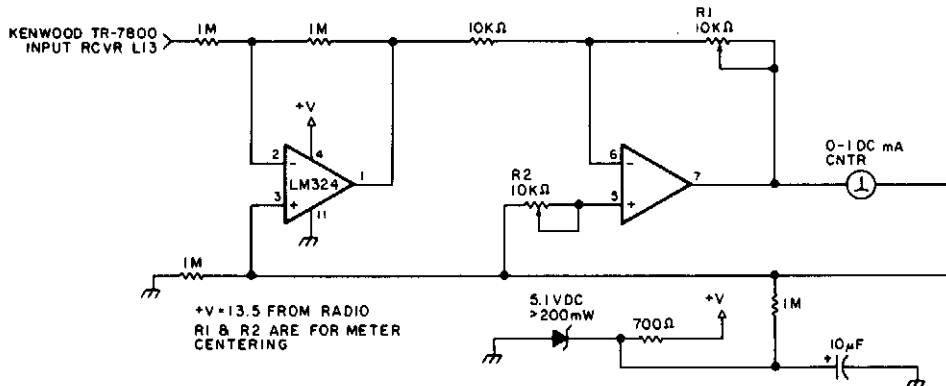 KENWOOD TR-7800
INPUT RCVR L13
1M
1M
10KΩ
R1
10KΩ
+V
4
2
-
LM324
1
3
+
11
6
-
7
5
+
R2
10KΩ
0-1 DC mA
CNTR
1M
+V=13.5 FROM RADIO
R1 & R2 ARE FOR METER
CENTERING
5.1VDC
>200mW
700Ω
+V
1M
10µF
+